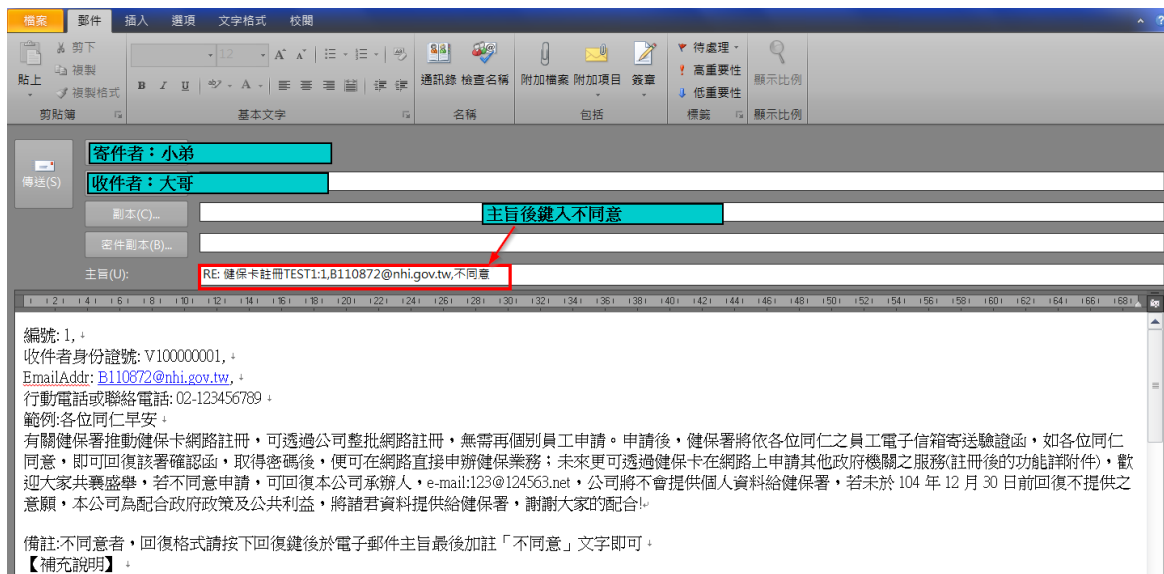 檔案 郵件 插入 選項 文字格式 校閱
剪下
複製
複製格式
貼上
剪貼簿
12
B I U
基本文字
通訊錄 檢查名稱
名稱
附加檔案 附加項目 簽章
包括
待處理
高重要性
低重要性
標籤
顯示比例
顯示比例
寄件者：小弟
傳送(S)
收件者：大哥
副本(C)...
主旨後鍵入不同意
密件副本(B)...
主旨(U): RE: 健保卡註冊TEST1:1,B110872@nhi.gov.tw,不同意
編號: 1,
收件者身份證號: V100000001,
EmailAddr: B110872@nhi.gov.tw,
行動電話或聯絡電話: 02-123456789
範例:各位同仁早安
有關健保署推動健保卡網路註冊，可透過公司整批網路註冊，無需再個別員工申請。申請後，健保署將依各位同仁之員工電子信箱寄送驗證函，如各位同仁
同意，即可回復該署確認函，取得密碼後，便可在網路直接申辦健保業務；未來更可透過健保卡在網路上申請其他政府機關之服務(註冊後的功能詳附件)，歡
迎大家共襄盛舉，若不同意申請，可回復本公司承辦人，e-mail:123@124563.net，公司將不會提供個人資料給健保署，若未於 104 年 12 月 30 日前回復不提供之
意願，本公司為配合政府政策及公共利益，將諸君資料提供給健保署，謝謝大家的配合!
備註:不同意者，回復格式請按下回復鍵後於電子郵件主旨最後加註「不同意」文字即可
【補充說明】